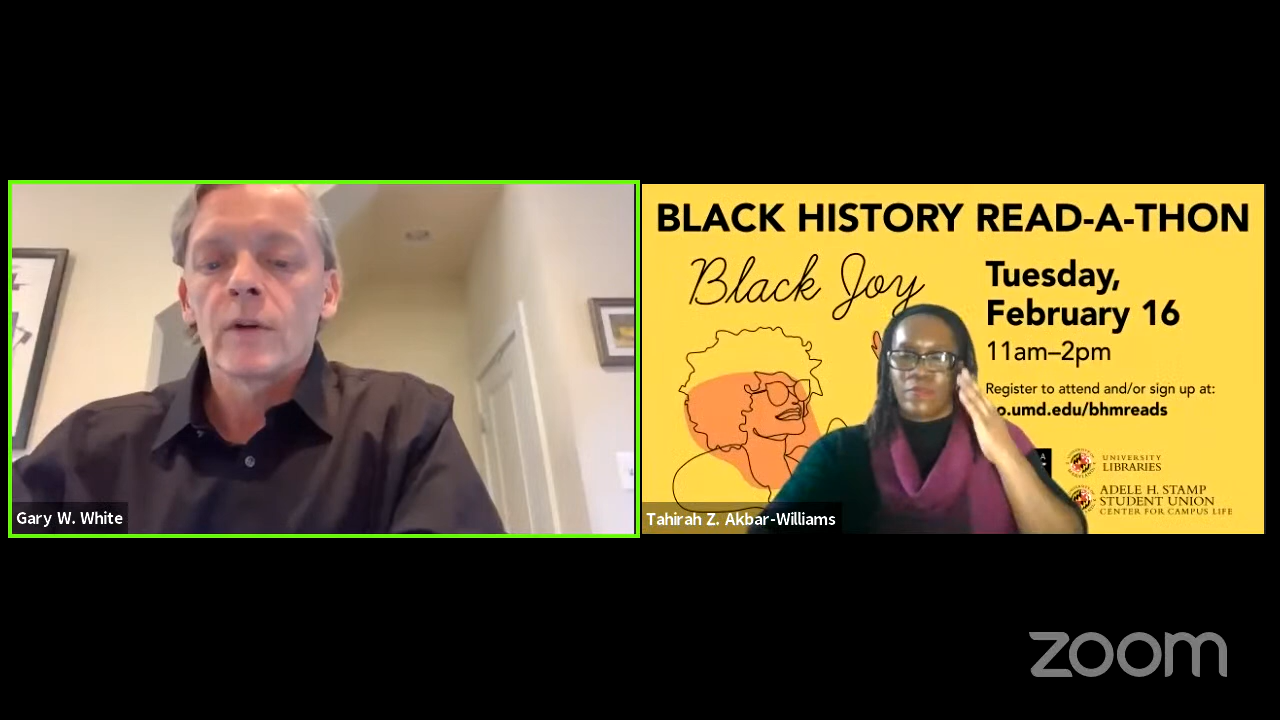 BLACK HISTORY READ-A-THON
Black Joy
Tuesday,
February 16
11am–2pm
Register to attend and/or sign up at:
o.umd.edu/bhmreads
UNIVERSITY
LIBRARIES
ADELE H. STAMP
STUDENT UNION
CENTER FOR CAMPUS LIFE
Gary W. White
Tahirah Z. Akbar-Williams
zoom